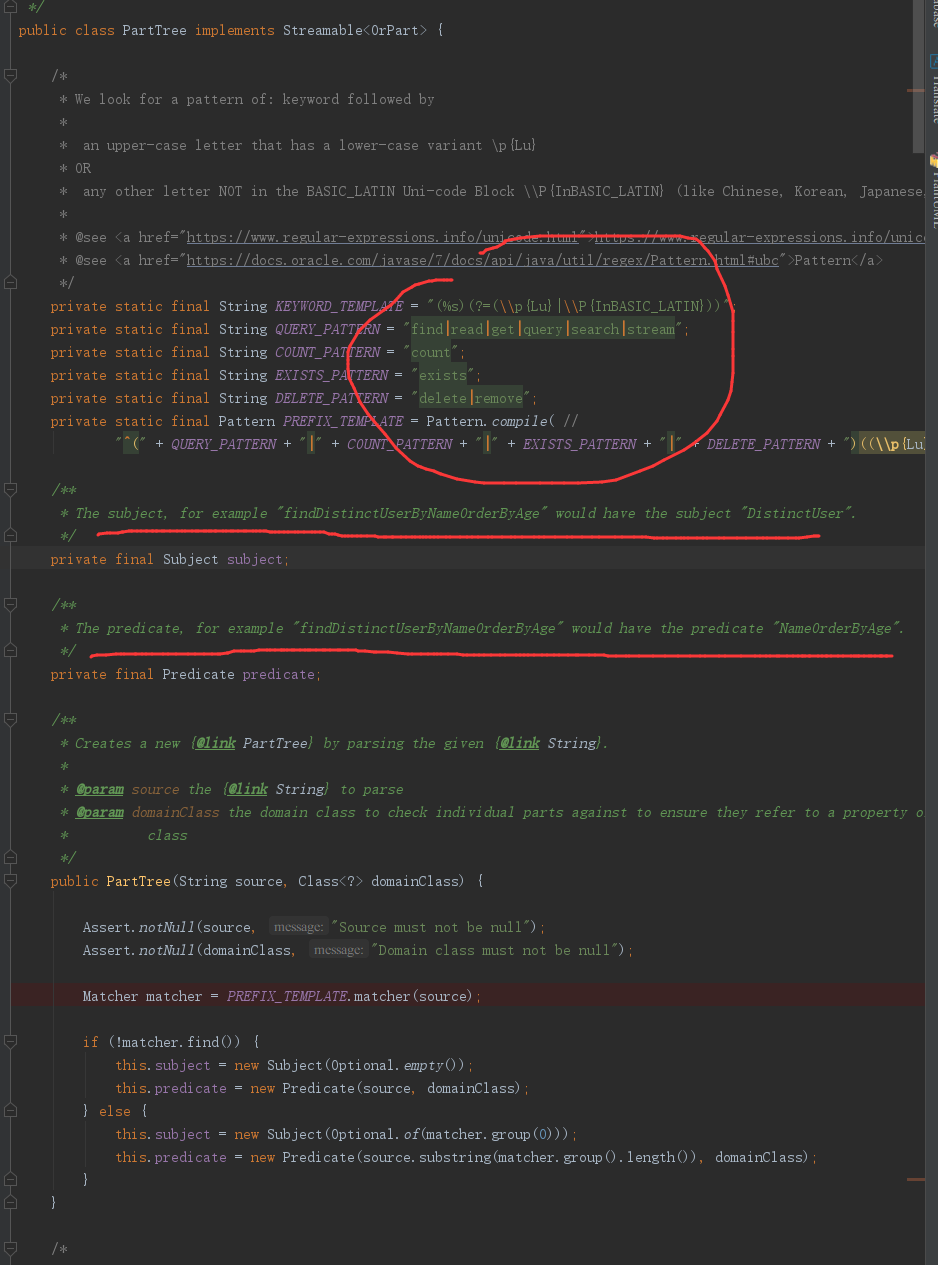 */
public class PartTree implements Streamable<OrPart> {
/*
* We look for a pattern of: keyword followed by
*
*  an upper-case letter that has a lower-case variant \p{Lu}
* OR
*  any other letter NOT in the BASIC_LATIN Uni-code Block \\P{InBASIC_LATIN} (like Chinese, Korean, Japanese,
*
* @see <a href="https://www.regular-expressions.info/unicode.html">https://www.regular-expressions.info/unico
* @see <a href="https://docs.oracle.com/javase/7/docs/api/java/util/regex/Pattern.html#ubc">Pattern</a>
*/
private static final String KEYWORD_TEMPLATE = "(%s)(?=(\\p{Lu}|\\P{InBASIC_LATIN}))";
private static final String QUERY_PATTERN = "find|read|get|query|search|stream";
private static final String COUNT_PATTERN = "count";
private static final String EXISTS_PATTERN = "exists";
private static final String DELETE_PATTERN = "delete|remove";
private static final Pattern PREFIX_TEMPLATE = Pattern.compile( //
"^(" + QUERY_PATTERN + "|" + COUNT_PATTERN + "|" + EXISTS_PATTERN + "|" + DELETE_PATTERN + ")((\\p{Lu
/**
* The subject, for example "findDistinctUserByNameOrderByAge" would have the subject "DistinctUser".
*/
private final Subject subject;
/**
* The predicate, for example "findDistinctUserByNameOrderByAge" would have the predicate "NameOrderByAge".
*/
private final Predicate predicate;
/**
* Creates a new {@link PartTree} by parsing the given {@link String}.
*
* @param source the {@link String} to parse
* @param domainClass the domain class to check individual parts against to ensure they refer to a property o
*          class
*/
public PartTree(String source, Class<?> domainClass) {
Assert.notNull(source, message: "Source must not be null");
Assert.notNull(domainClass, message: "Domain class must not be null");
Matcher matcher = PREFIX_TEMPLATE.matcher(source);
if (!matcher.find()) {
this.subject = new Subject(Optional.empty());
this.predicate = new Predicate(source, domainClass);
} else {
this.subject = new Subject(Optional.of(matcher.group(0)));
this.predicate = new Predicate(source.substring(matcher.group().length()), domainClass);
}
}
/*
Translate